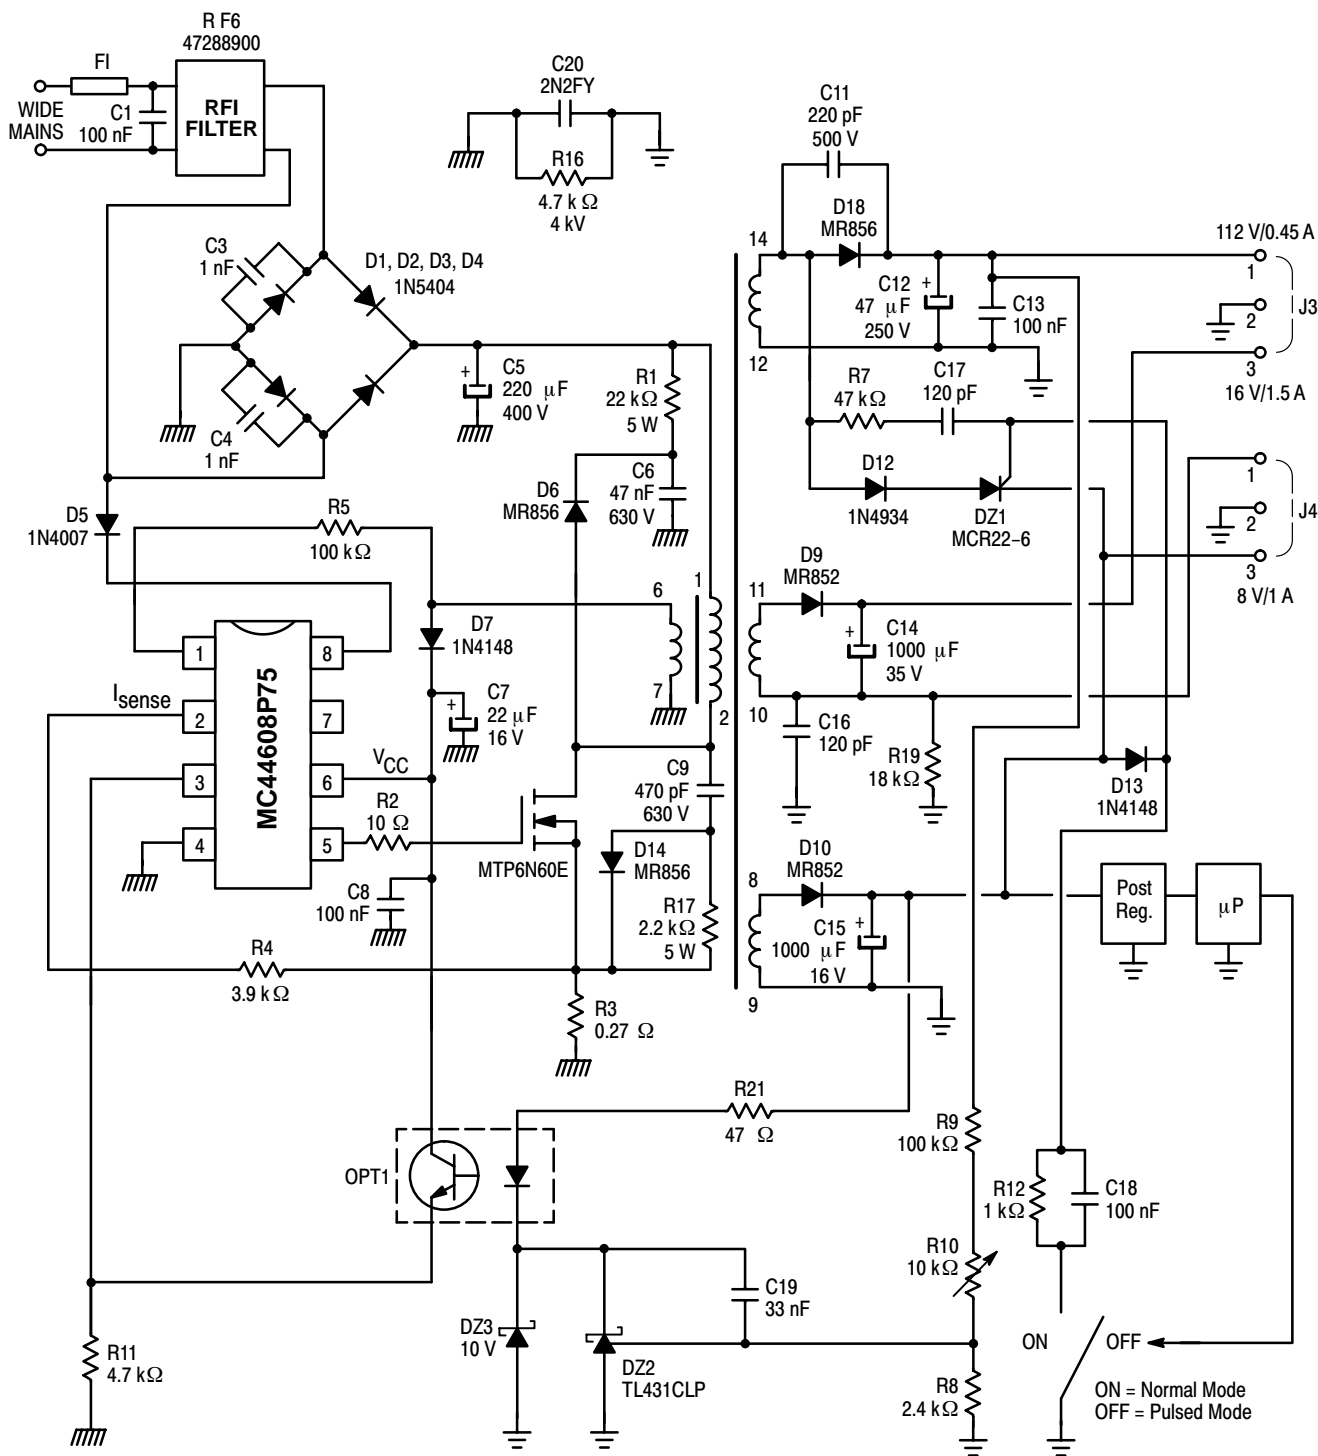 R F6
47288900
FI
WIDE
MAINS
C1
100 nF
RFI
FILTER
C20
2N2FY
R16
4.7 k Ω
4 kV
C11
220 pF
500 V
D18
MR856
14
12
C12
47 μF
250 V
+
C13
100 nF
112 V/0.45 A
1
2
3
J3
16 V/1.5 A
C3
1 nF
D1, D2, D3, D4
1N5404
C4
1 nF
C5
220 μF
400 V
+
R1
22 kΩ
5 W
C6
47 nF
630 V
D6
MR856
R7
47 kΩ
C17
120 pF
D12
1N4934
DZ1
MCR22-6
1
2
3
J4
8 V/1 A
D5
1N4007
R5
100 kΩ
D7
1N4148
6
7
1
2
D9
MR852
11
10
C14
1000 μF
35 V
+
C16
120 pF
R19
18 kΩ
D13
1N4148
MC44608P75
1
2
3
4
8
7
6
5
Isense
VCC
C7
22 μF
16 V
+
R2
10 Ω
MTP6N60E
C9
470 pF
630 V
D14
MR856
R17
2.2 kΩ
5 W
C8
100 nF
R4
3.9 kΩ
R3
0.27 Ω
D10
MR852
8
9
C15
1000 μF
16 V
+
Post
Reg.
μP
R21
47 Ω
OPT1
R9
100 kΩ
R12
1 kΩ
C18
100 nF
R10
10 kΩ
C19
33 nF
DZ3
10 V
DZ2
TL431CLP
R11
4.7 kΩ
R8
2.4 kΩ
ON
OFF
ON = Normal Mode
OFF = Pulsed Mode